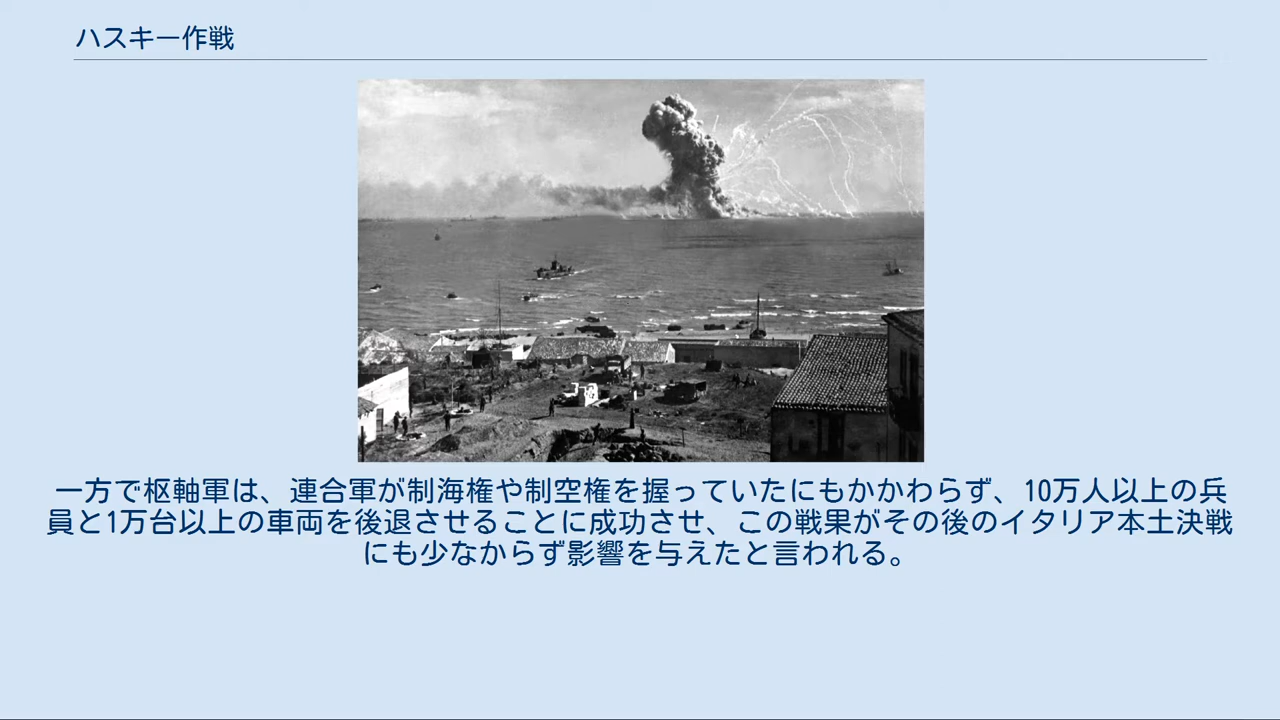 ハスキー作戦
一方で枢軸軍は、連合軍が制海権や制空権を握っていたにもかかわらず、10万人以上の兵
員と1万台以上の車両を後退させることに成功させ、この戦果がその後のイタリア本土決戦
にも少なからず影響を与えたと言われる。